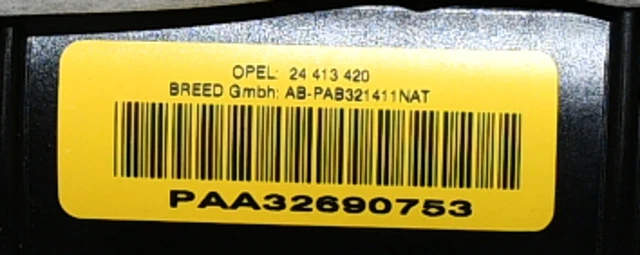 OPEL: 24 413 420
BREED Gmbh: AB-PAB321411NAT
PAA32690753